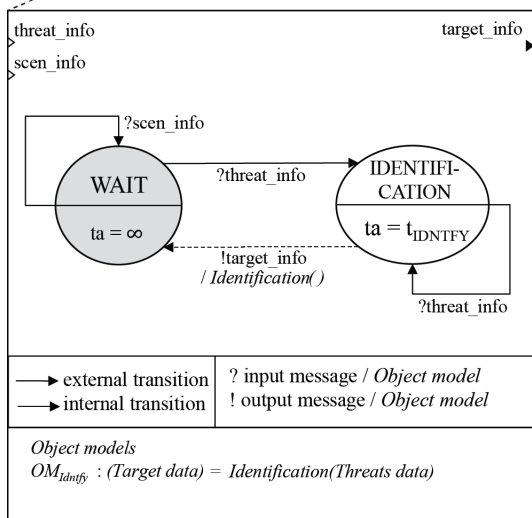 threat_info
target_info
scen_info
?scen_info
WAIT
ta = ∞
?threat_info
IDENTIFI-
CATION
ta = tIDNTFY
!target_info
/ Identification()
?threat_info
external transition
internal transition
? input message / Object model
! output message / Object model
Object models
OMIdntfy : (Target data) = Identification(Threats data)